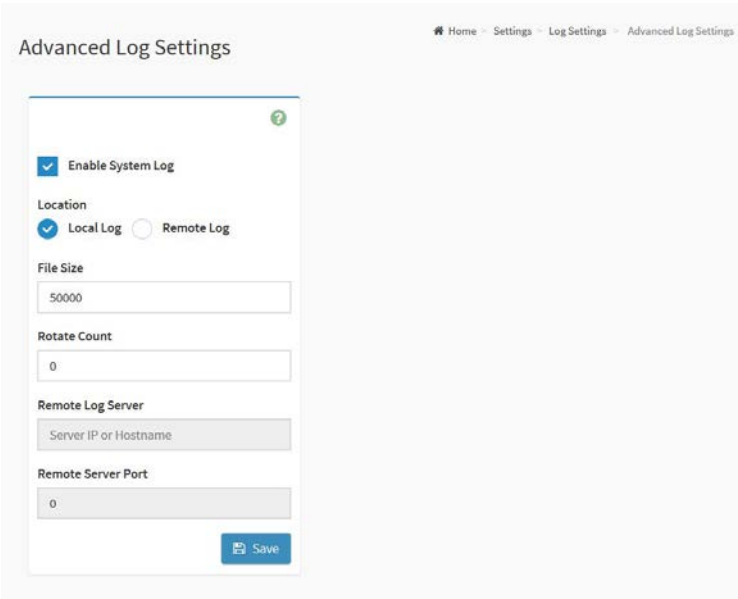 Home > Settings > Log Settings > Advanced Log Settings
Advanced Log Settings
Enable System Log
Location
Local Log Remote Log
File Size
50000
Rotate Count
0
Remote Log Server
Server IP or Hostname
Remote Server Port
0
Save